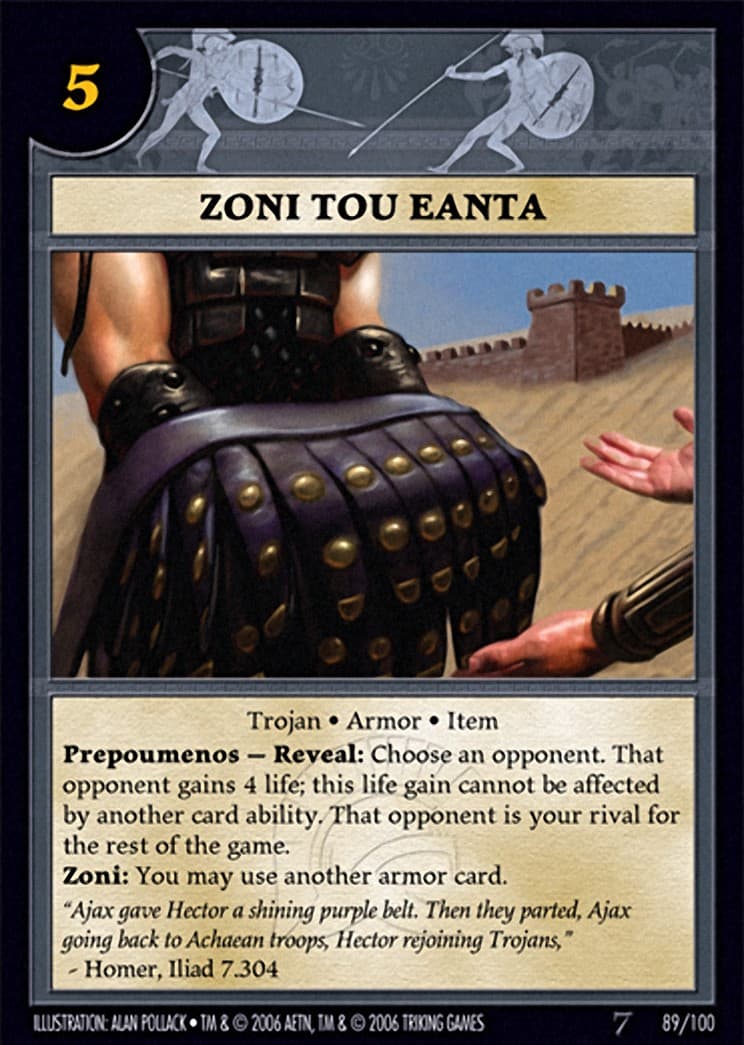 5
ZONI TOU EANTA
Trojan • Armor • Item
Prepoumenos – Reveal: Choose an opponent. That
opponent gains 4 life; this life gain cannot be affected
by another card ability. That opponent is your rival for
the rest of the game.
Zoni: You may use another armor card.
“Ajax gave Hector a shining purple belt. Then they parted, Ajax
going back to Achaean troops, Hector rejoining Trojans,”
- Homer, Iliad 7.304
ILLUSTRATION: ALAN POLLACK • TM & © 2006 AETN, TM & © 2006 TRIKING GAMES 7 89/100